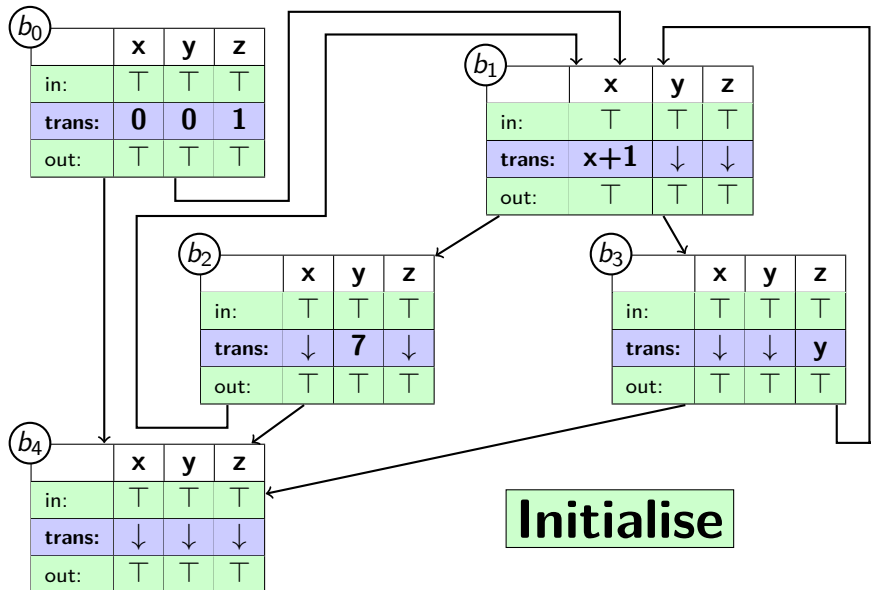 b0
x y z
in: ⊤ ⊤ ⊤
trans: 0 0 1
out: ⊤ ⊤ ⊤
b1
x y z
in: ⊤ ⊤ ⊤
trans: x+1 ↓ ↓
out: ⊤ ⊤ ⊤
b2
x y z
in: ⊤ ⊤ ⊤
trans: ↓ 7 ↓
out: ⊤ ⊤ ⊤
b3
x y z
in: ⊤ ⊤ ⊤
trans: ↓ ↓ y
out: ⊤ ⊤ ⊤
b4
x y z
in: ⊤ ⊤ ⊤
trans: ↓ ↓ ↓
out: ⊤ ⊤ ⊤
Initialise